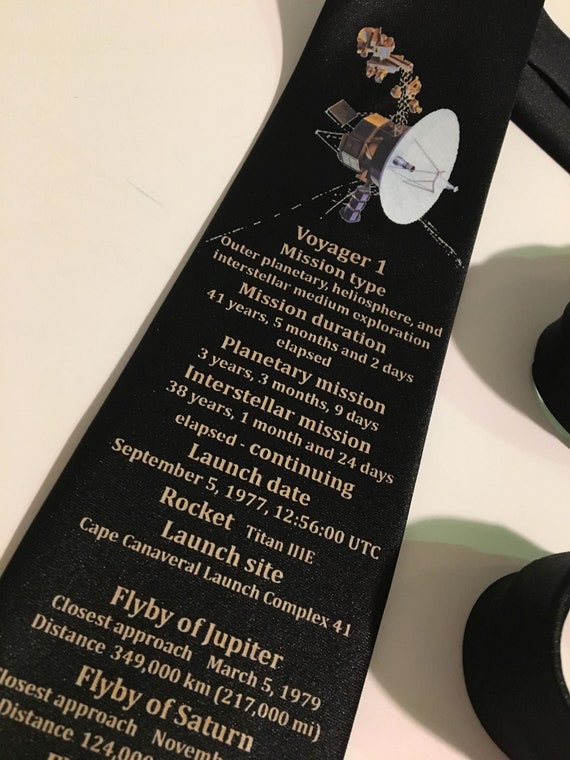 Voyager 1
Mission type
Outer planetary, heliosphere, and
interstellar medium exploration
Mission duration
41 years, 5 months and 2 days
elapsed
Planetary mission
3 years, 3 months, 9 days
Interstellar mission
38 years, 1 month and 24 days
elapsed - continuing
Launch date
September 5, 1977, 12:56:00 UTC
Rocket Titan IIIE
Launch site
Cape Canaveral Launch Complex 41
Flyby of Jupiter
Closest approach March 5, 1979
Distance 349,000 km (217,000 mi)
Flyby of Saturn
approach
Distance 124,